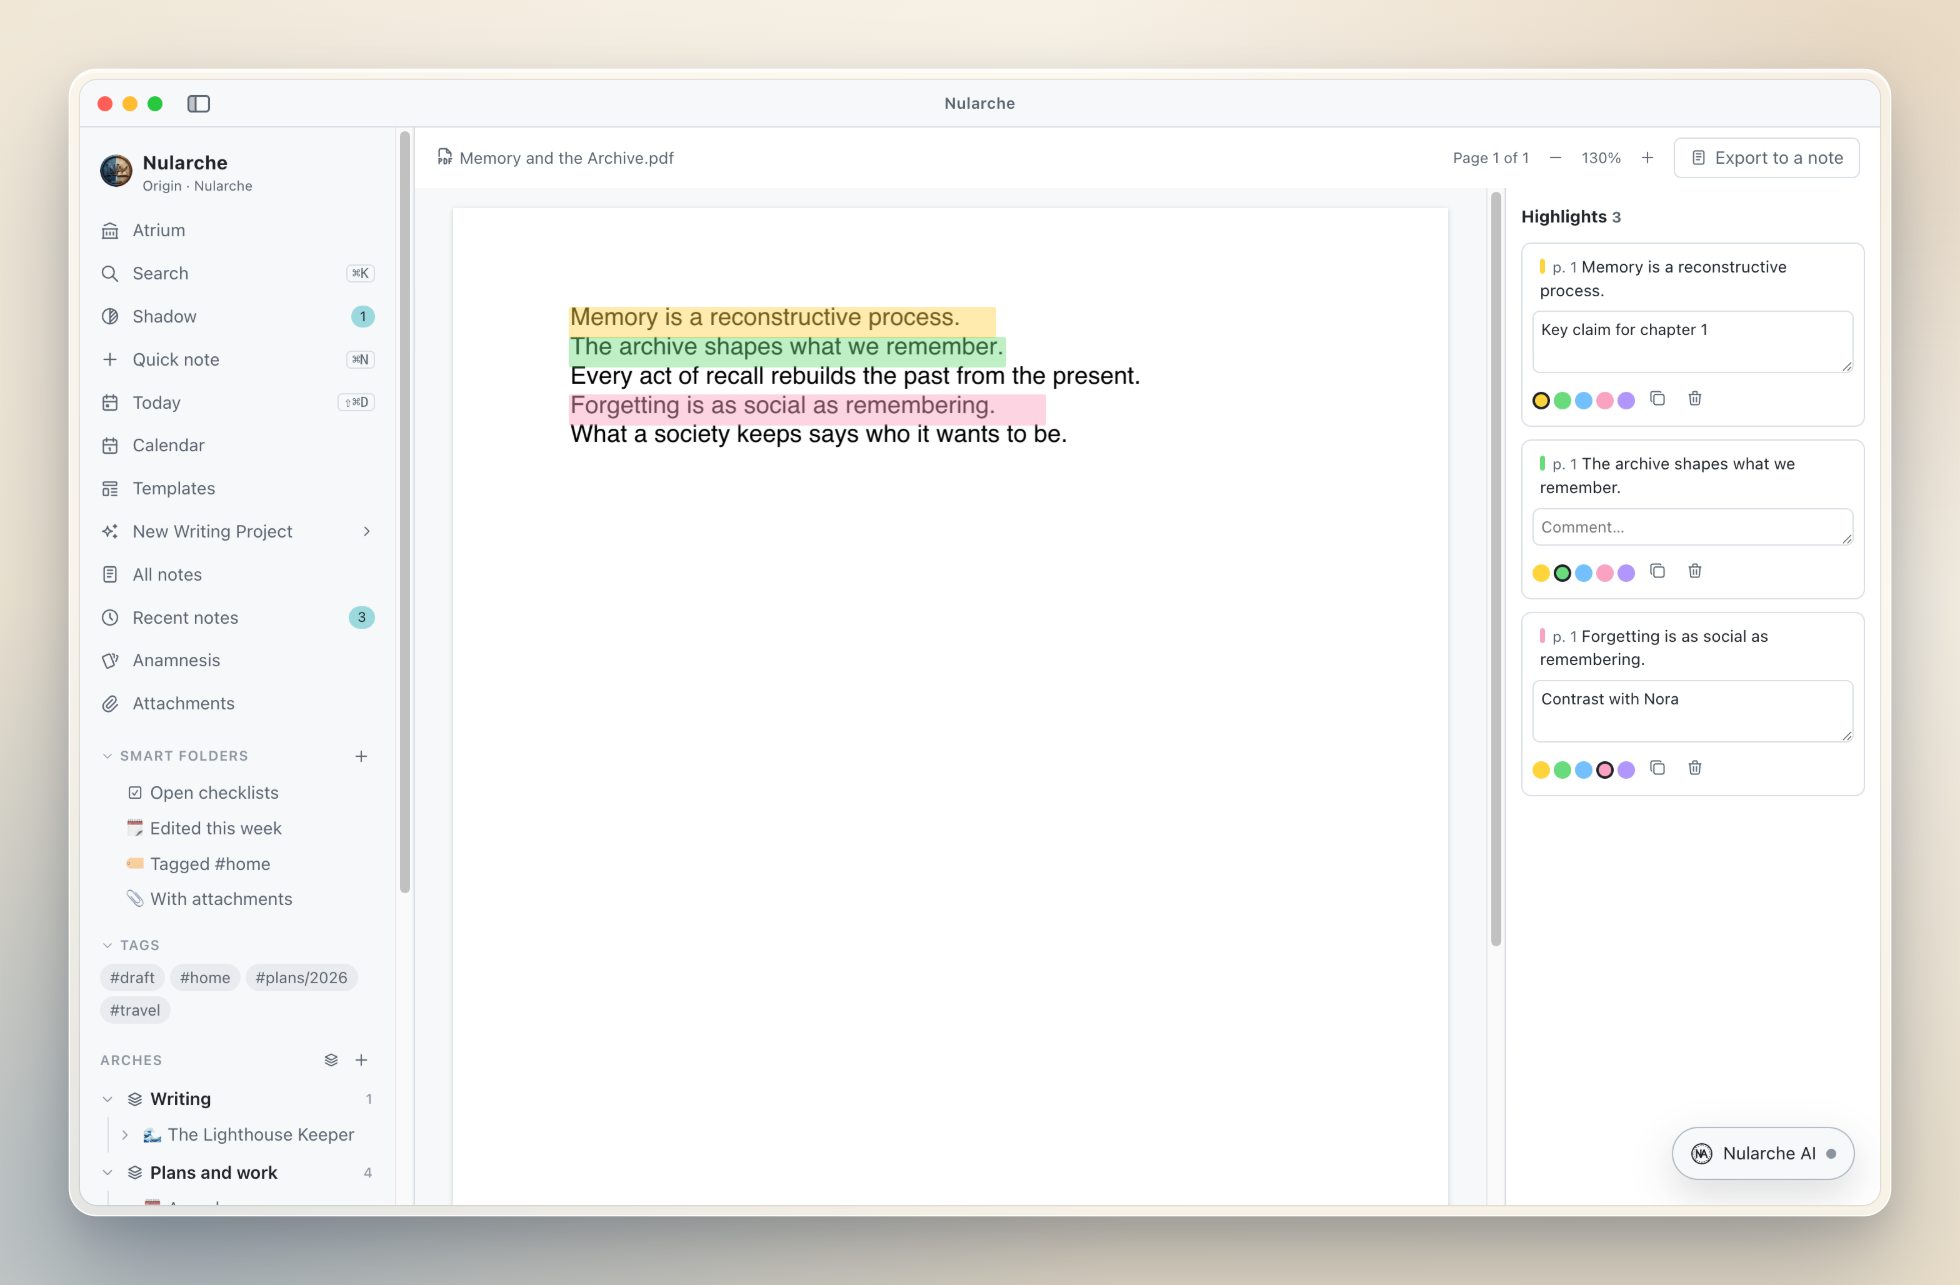 Nularche
Nularche
Origin · Nularche
Atrium
Search ⌘K
Shadow 1
Quick note ⌘N
Today ⇧⌘D
Calendar
Templates
New Writing Project
All notes
Recent notes 3
Anamnesis
Attachments
SMART FOLDERS
Open checklists
Edited this week
Tagged #home
With attachments
TAGS
#draft #home #plans/2026
#travel
ARCHES
Writing 1
The Lighthouse Keeper
Plans and work 4
PDF Memory and the Archive.pdf
Page 1 of 1 − 130% +
Export to a note
Memory is a reconstructive process.
The archive shapes what we remember.
Every act of recall rebuilds the past from the present.
Forgetting is as social as remembering.
What a society keeps says who it wants to be.
Highlights 3
p. 1 Memory is a reconstructive
process.
Key claim for chapter 1
p. 1 The archive shapes what we
remember.
Comment...
p. 1 Forgetting is as social as
remembering.
Contrast with Nora
NA Nularche AI